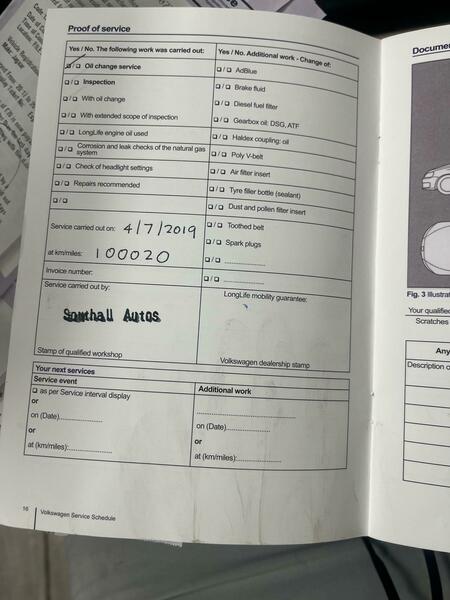 Proof of service
Yes / No. The following work was carried out:
☑/☐ Oil change service
☐/☐ Inspection
☐/☐ With oil change
☐/☐ With extended scope of inspection
☐/☐ LongLife engine oil used
☐/☐ Corrosion and leak checks of the natural gas
system
☐/☐ Check of headlight settings
☐/☐ Repairs recommended
☐/☐
Yes / No. Additional work - Change of:
☐/☐ AdBlue
☐/☐ Brake fluid
☐/☐ Diesel fuel filter
☐/☐ Gearbox oil: DSG, ATF
☐/☐ Haldex coupling: oil
☐/☐ Poly V-belt
☐/☐ Air filter insert
☐/☐ Tyre filler bottle (sealant)
☐/☐ Dust and pollen filter insert
☐/☐ Toothed belt
☐/☐ Spark plugs
☐/☐ ....................
☐/☐ ....................
Service carried out on: 4/7/2019
at km/miles: 100020
Invoice number:
Service carried out by:
Southall Autos
Stamp of qualified workshop
LongLife mobility guarantee:
Volkswagen dealership stamp
Your next services
Service event
☐ as per Service interval display
or
on (Date)....................
or
at (km/miles):....................
Additional work
....................
on (Date)....................
or
at (km/miles):....................
16
Volkswagen Service Schedule
Documen
Fig. 3 Illustrat
Your qualified
Scratches
Any
Description o